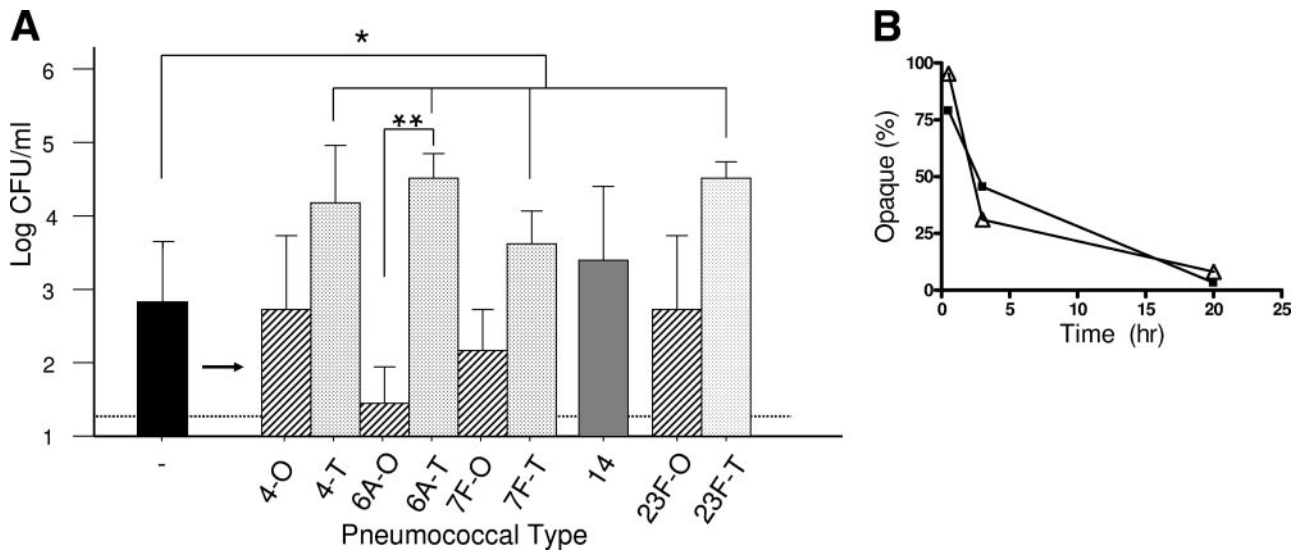 A
*
**
Log CFU/ml
6
5
4
3
2
1
-
4-O
4-T
6A-O
6A-T
7F-O
7F-T
14
23F-O
23F-T
Pneumococcal Type
B
Opaque (%)
100
75
50
25
0
0 5 10 15 20 25
Time (hr)